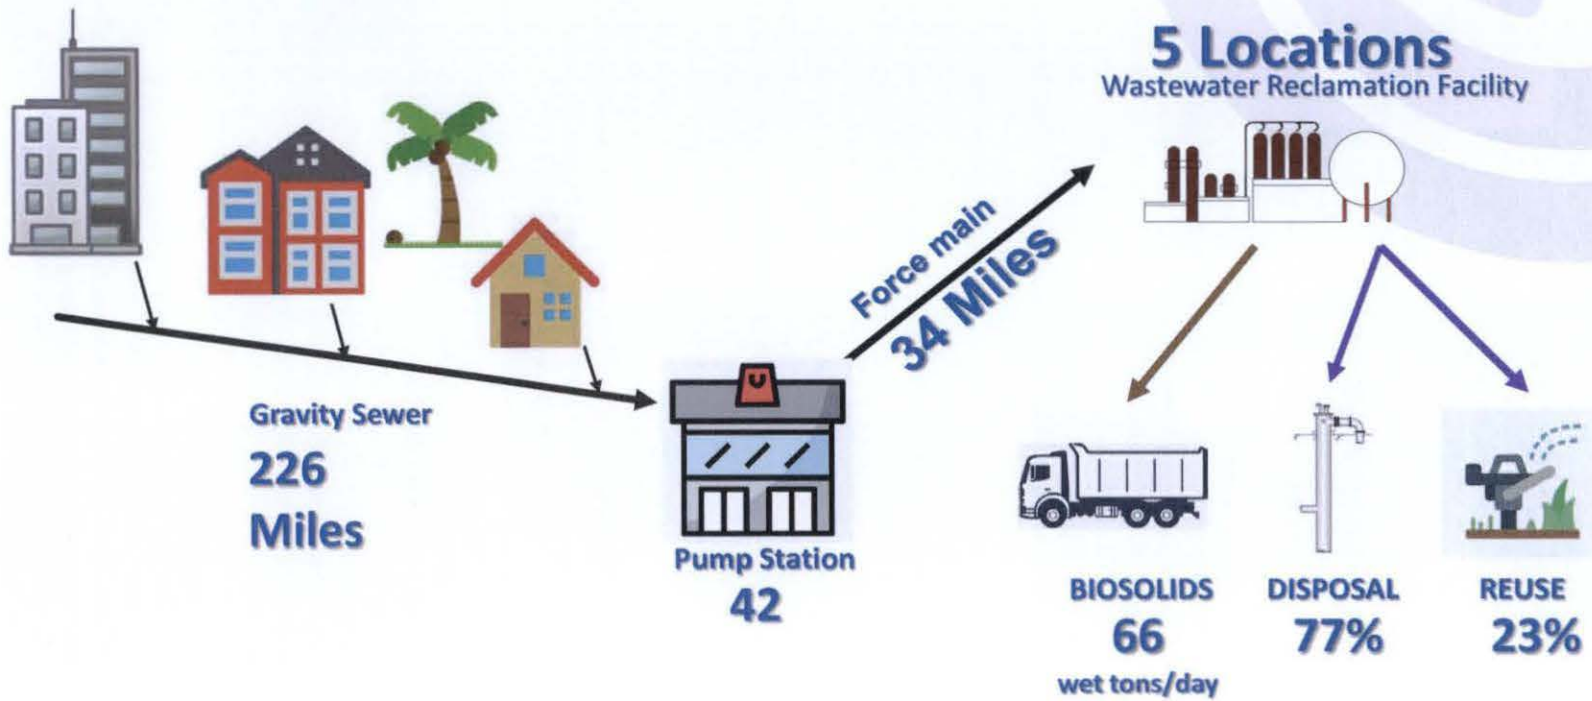 5 Locations
Wastewater Reclamation Facility
Force main
34 Miles
Gravity Sewer
226
Miles
Pump Station
42
BIOSOLIDS
66
wet tons/day
DISPOSAL
77%
REUSE
23%